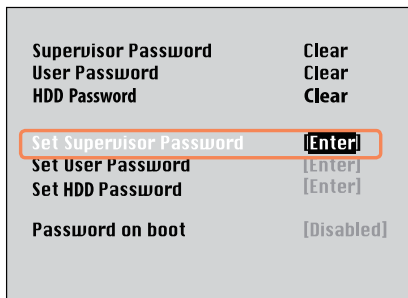 Supervisor Password Clear
User Password Clear
HDD Password Clear
Set Supervisor Password [Enter]
Set User Password [Enter]
Set HDD Password [Enter]
Password on boot [Disabled]